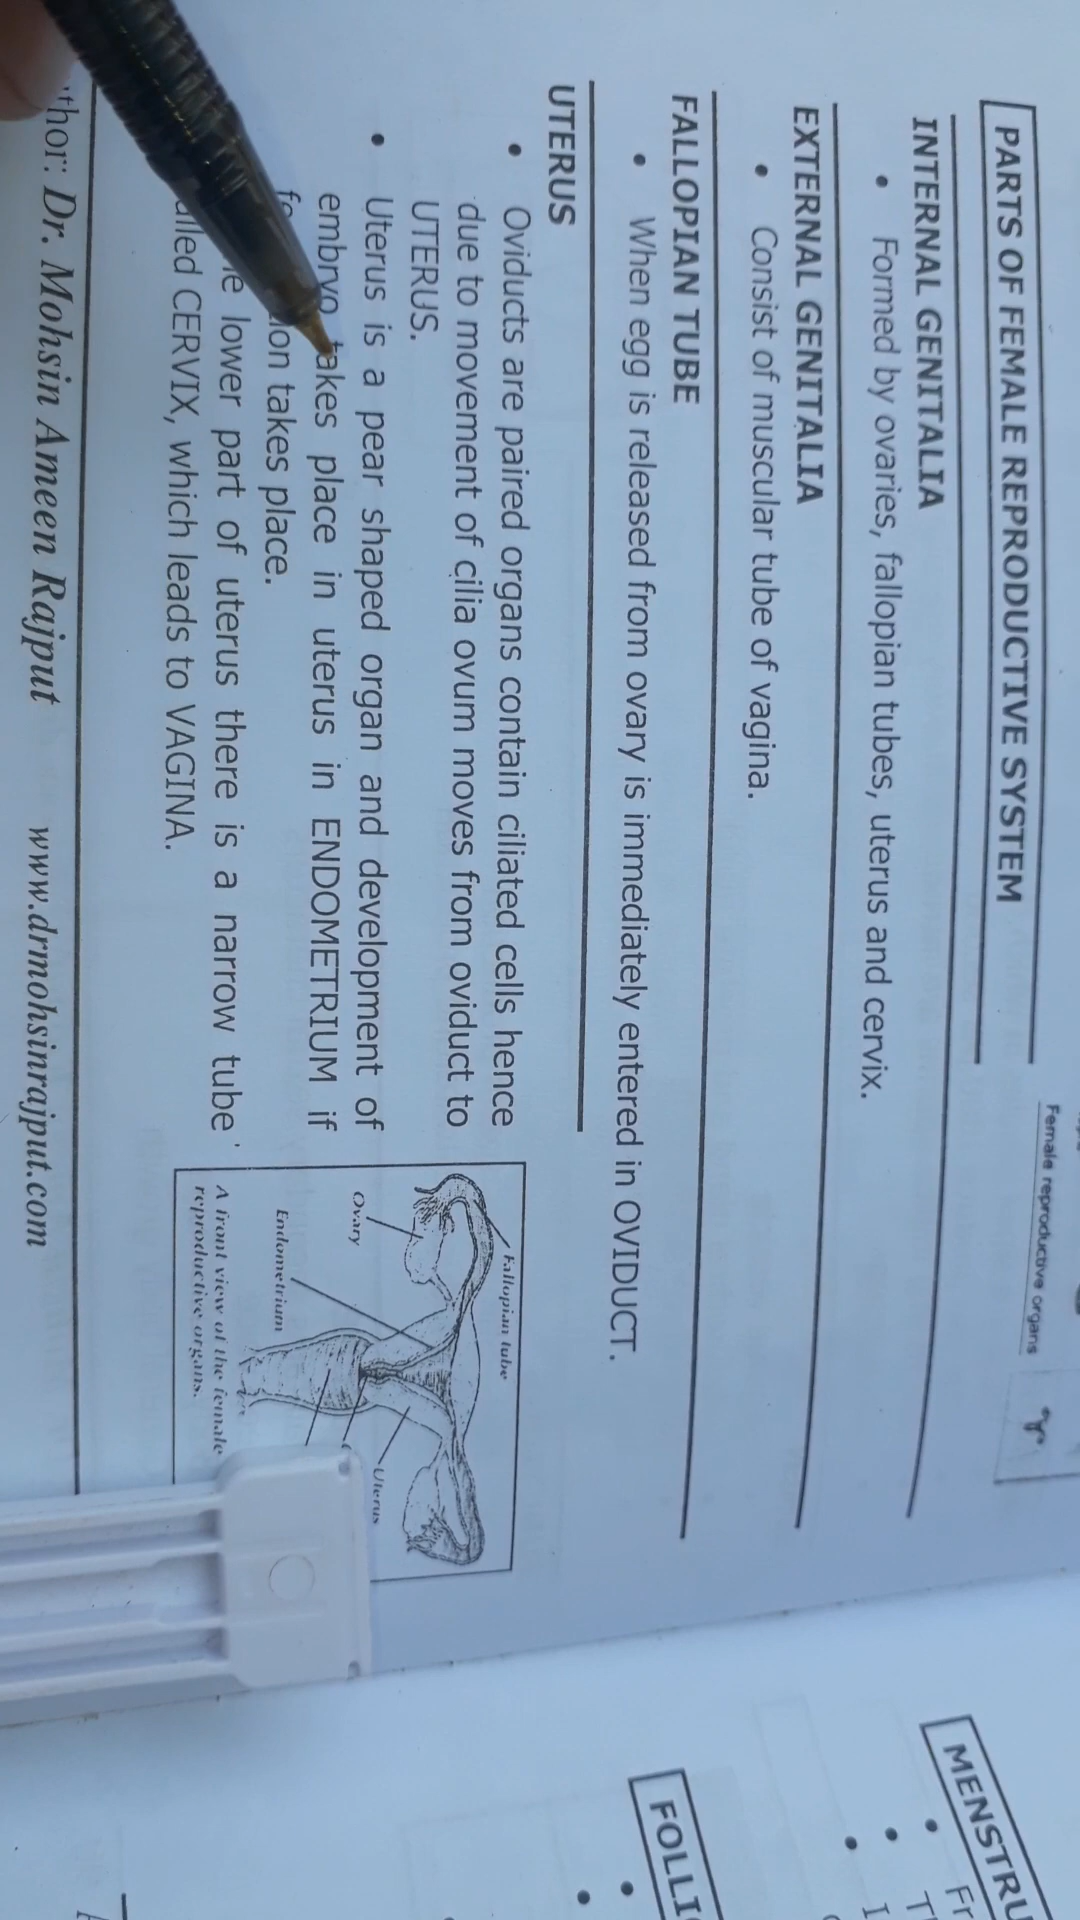 Female reproductive organs
PARTS OF FEMALE REPRODUCTIVE SYSTEM
INTERNAL GENITALIA
• Formed by ovaries, fallopian tubes, uterus and cervix.
EXTERNAL GENITALIA
• Consist of muscular tube of vagina.
FALLOPIAN TUBE
• When egg is released from ovary is immediately entered in OVIDUCT.
UTERUS
• Oviducts are paired organs contain ciliated cells hence
due to movement of cilia ovum moves from oviduct to
UTERUS.
• Uterus is a pear shaped organ and development of
embryo takes place in uterus in ENDOMETRIUM if
takes place.
lower part of uterus there is a narrow tube
CERVIX, which leads to VAGINA.
Fallopian tube
Ovary
Uterus
Endometrium
A front view of the female
reproductive organs.
Dr. Mohsin Ameen Rajput www.drmohsinrajput.com